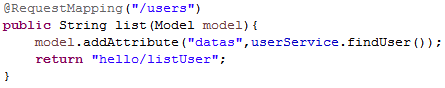 @RequestMapping("/users")
public String list(Model model){
model.addAttribute("datas",userService.findUser());
return "hello/listUser";
}